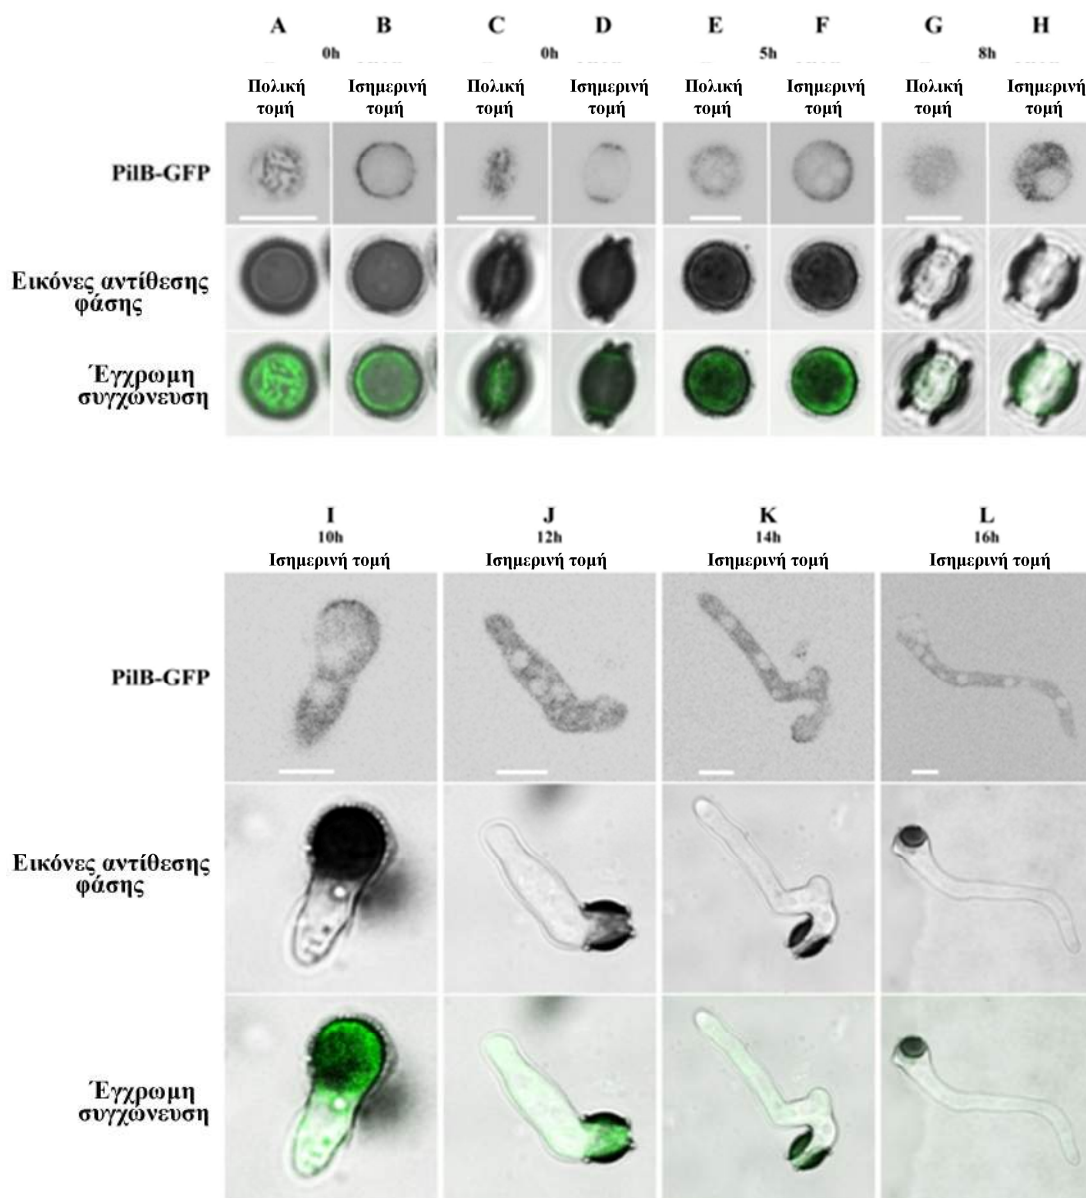 A B C D E F G H
0h 0h 5h 8h
Πολική τομή Ισημερινή τομή Πολική τομή Ισημερινή τομή Πολική τομή Ισημερινή τομή Πολική τομή Ισημερινή τομή
PilB-GFP
Εικόνες αντίθεσης
φάσης
Έγχρωμη
συγχώνευση
I J K L
10h 12h 14h 16h
Ισημερινή τομή Ισημερινή τομή Ισημερινή τομή Ισημερινή τομή
PilB-GFP
Εικόνες αντίθεσης
φάσης
Έγχρωμη
συγχώνευση